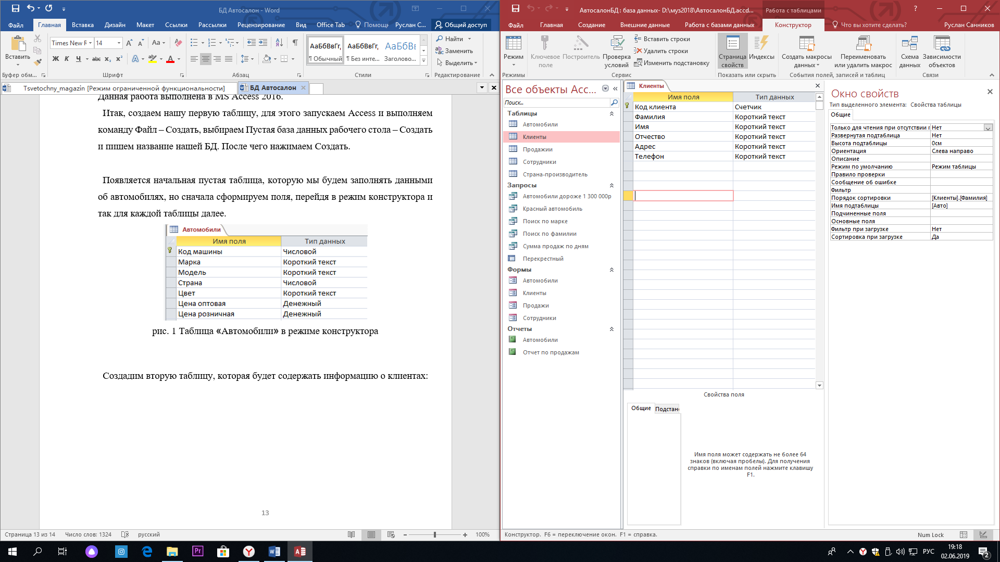 БД Автосалон - Word
Файл
Главная
Вставка
Дизайн
Макет
Ссылки
Рассылки
Рецензирование
Вид
Office Tab
Помощь
Руслан С...
Общий доступ
Вставить
Буфер обм...
Times New R
14
Aa
Ж К Ч abc x₂ x²
Шрифт
Абзац
АаБбВвГг,
¶ Обычный
АаБбВвГг,
¶ Без инте...
АаБбВв
Заголово...
Стили
Найти
Заменить
Выделить
Редактирование
Tsvetochny_magazin [Режим ограниченной функциональности]
БД Автосалон
Данная работа выполнена в MS Access 2016.
Итак, создаем нашу первую таблицу, для этого запускаем Access и выполняем
команду Файл – Создать, выбираем Пустая база данных рабочего стола – Создать
и пишем название нашей БД. После чего нажимаем Создать.
Появляется начальная пустая таблица, которую мы будем заполнять данными
об автомобилях, но сначала сформируем поля, перейдя в режим конструктора и
так для каждой таблицы далее.
Автомобили
Имя поля Тип данных
Код машины Числовой
Марка Короткий текст
Модель Короткий текст
Страна Числовой
Цвет Короткий текст
Цена оптовая Денежный
Цена розничная Денежный
рис. 1 Таблица «Автомобили» в режиме конструктора
Создадим вторую таблицу, которая будет содержать информацию о клиентах:
13
Страница 13 из 14
Число слов: 1324
русский
100%
АвтосалонБД : база данных- D:\муз2018\АвтосалонБД.accd...
Работа с таблицами
Файл
Главная
Создание
Внешние данные
Работа с базами данных
Конструктор
Что вы хотите сделать?
Руслан Санников
Режим
Режимы
Ключевое
поле
Построитель
Проверка
условий
Вставить строки
Удалить строки
Изменить подстановку
Сервис
Страница
свойств
Индексы
Показать или скрыть
Создать макросы
данных
Переименовать
или удалить макрос
События полей, записей и таблиц
Схема
данных
Зависимости
объектов
Связи
Все объекты Acc...
Поиск...
Таблицы
Автомобили
Клиенты
Продажи
Сотрудники
Страна-производитель
Запросы
Автомобили дороже 1 300 000р
Красный автомобиль
Поиск по марке
Поиск по фамилии
Сумма продаж по дням
Перекрестный
Формы
Автомобили
Клиенты
Продажи
Сотрудники
Отчеты
Автомобили
Отчет по продажам
Клиенты
Имя поля Тип данных
Код клиента Счетчик
Фамилия Короткий текст
Имя Короткий текст
Отчество Короткий текст
Адрес Короткий текст
Телефон Короткий текст
Свойства поля
Общие
Подстано
Имя поля может содержать не более 64
знаков (включая пробелы). Для получения
справки по именам полей нажмите клавишу
F1.
Окно свойств
Тип выделенного элемента: Свойства таблицы
Общие
Только для чтения при отсутствии г Нет
Развернутая подтаблица Нет
Высота подтаблицы 0см
Ориентация Слева направо
Описание
Режим по умолчанию Режим таблицы
Правило проверки
Сообщение об ошибке
Фильтр
Порядок сортировки [Клиенты].[Фамилия]
Имя подтаблицы [Авто]
Подчиненные поля
Основные поля
Фильтр при загрузке Нет
Сортировка при загрузке Да
Конструктор. F6 = переключение окон. F1 = справка.
Num Lock
Pr
РУС
19:18
02.06.2019
2